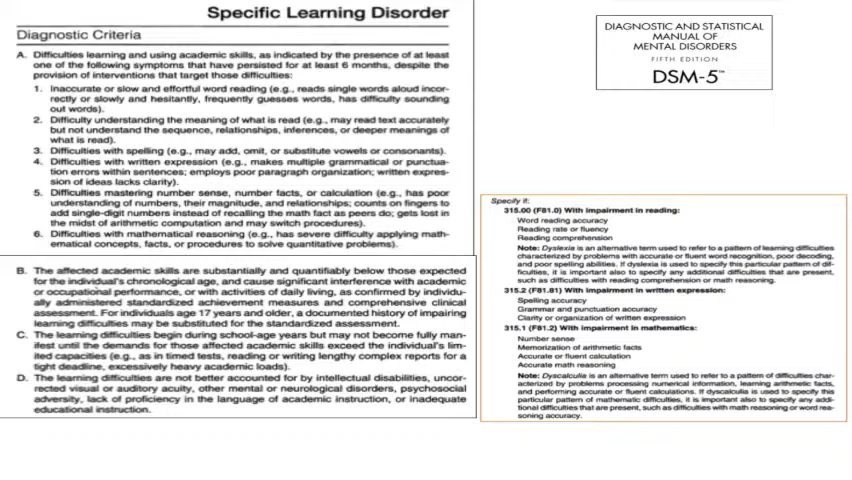 Specific Learning Disorder
Diagnostic Criteria
A. Difficulties learning and using academic skills, as indicated by the presence of at least
one of the following symptoms that have persisted for at least 6 months, despite the
provision of interventions that target those difficulties:
1. Inaccurate or slow and effortful word reading (e.g., reads single words aloud incor-
rectly or slowly and hesitantly, frequently guesses words, has difficulty sounding
out words).
2. Difficulty understanding the meaning of what is read (e.g., may read text accurately
but not understand the sequence, relationships, inferences, or deeper meanings of
what is read).
3. Difficulties with spelling (e.g., may add, omit, or substitute vowels or consonants).
4. Difficulties with written expression (e.g., makes multiple grammatical or punctua-
tion errors within sentences; employs poor paragraph organization; written expres-
sion of ideas lacks clarity).
5. Difficulties mastering number sense, number facts, or calculation (e.g., has poor
understanding of numbers, their magnitude, and relationships; counts on fingers to
add single-digit numbers instead of recalling the math fact as peers do; gets lost in
the midst of arithmetic computation and may switch procedures).
6. Difficulties with mathematical reasoning (e.g., has severe difficulty applying math-
ematical concepts, facts, or procedures to solve quantitative problems).
B. The affected academic skills are substantially and quantifiably below those expected
for the individual's chronological age, and cause significant interference with academic
or occupational performance, or with activities of daily living, as confirmed by individu-
ally administered standardized achievement measures and comprehensive clinical
assessment. For individuals age 17 years and older, a documented history of impairing
learning difficulties may be substituted for the standardized assessment.
C. The learning difficulties begin during school-age years but may not become fully man-
ifest until the demands for those affected academic skills exceed the individual's lim-
ited capacities (e.g., as in timed tests, reading or writing lengthy complex reports for a
tight deadline, excessively heavy academic loads).
D. The learning difficulties are not better accounted for by intellectual disabilities, uncor-
rected visual or auditory acuity, other mental or neurological disorders, psychosocial
adversity, lack of proficiency in the language of academic instruction, or inadequate
educational instruction.
DIAGNOSTIC AND STATISTICAL
MANUAL OF
MENTAL DISORDERS
FIFTH EDITION
DSM-5™
Specify if:
315.00 (F81.0) With impairment in reading:
Word reading accuracy
Reading rate or fluency
Reading comprehension
Note: Dyslexia is an alternative term used to refer to a pattern of learning difficulties
characterized by problems with accurate or fluent word recognition, poor decoding,
and poor spelling abilities. If dyslexia is used to specify this particular pattern of dif-
ficulties, it is important also to specify any additional difficulties that are present,
such as difficulties with reading comprehension or math reasoning.
315.2 (F81.81) With impairment in written expression:
Spelling accuracy
Grammar and punctuation accuracy
Clarity or organization of written expression
315.1 (F81.2) With impairment in mathematics:
Number sense
Memorization of arithmetic facts
Accurate or fluent calculation
Accurate math reasoning
Note: Dyscalculia is an alternative term used to refer to a pattern of difficulties char-
acterized by problems processing numerical information, learning arithmetic facts,
and performing accurate or fluent calculations. If dyscalculia is used to specify this
particular pattern of mathematic difficulties, it is important also to specify any addi-
tional difficulties that are present, such as difficulties with math reasoning or word rea-
soning accuracy.